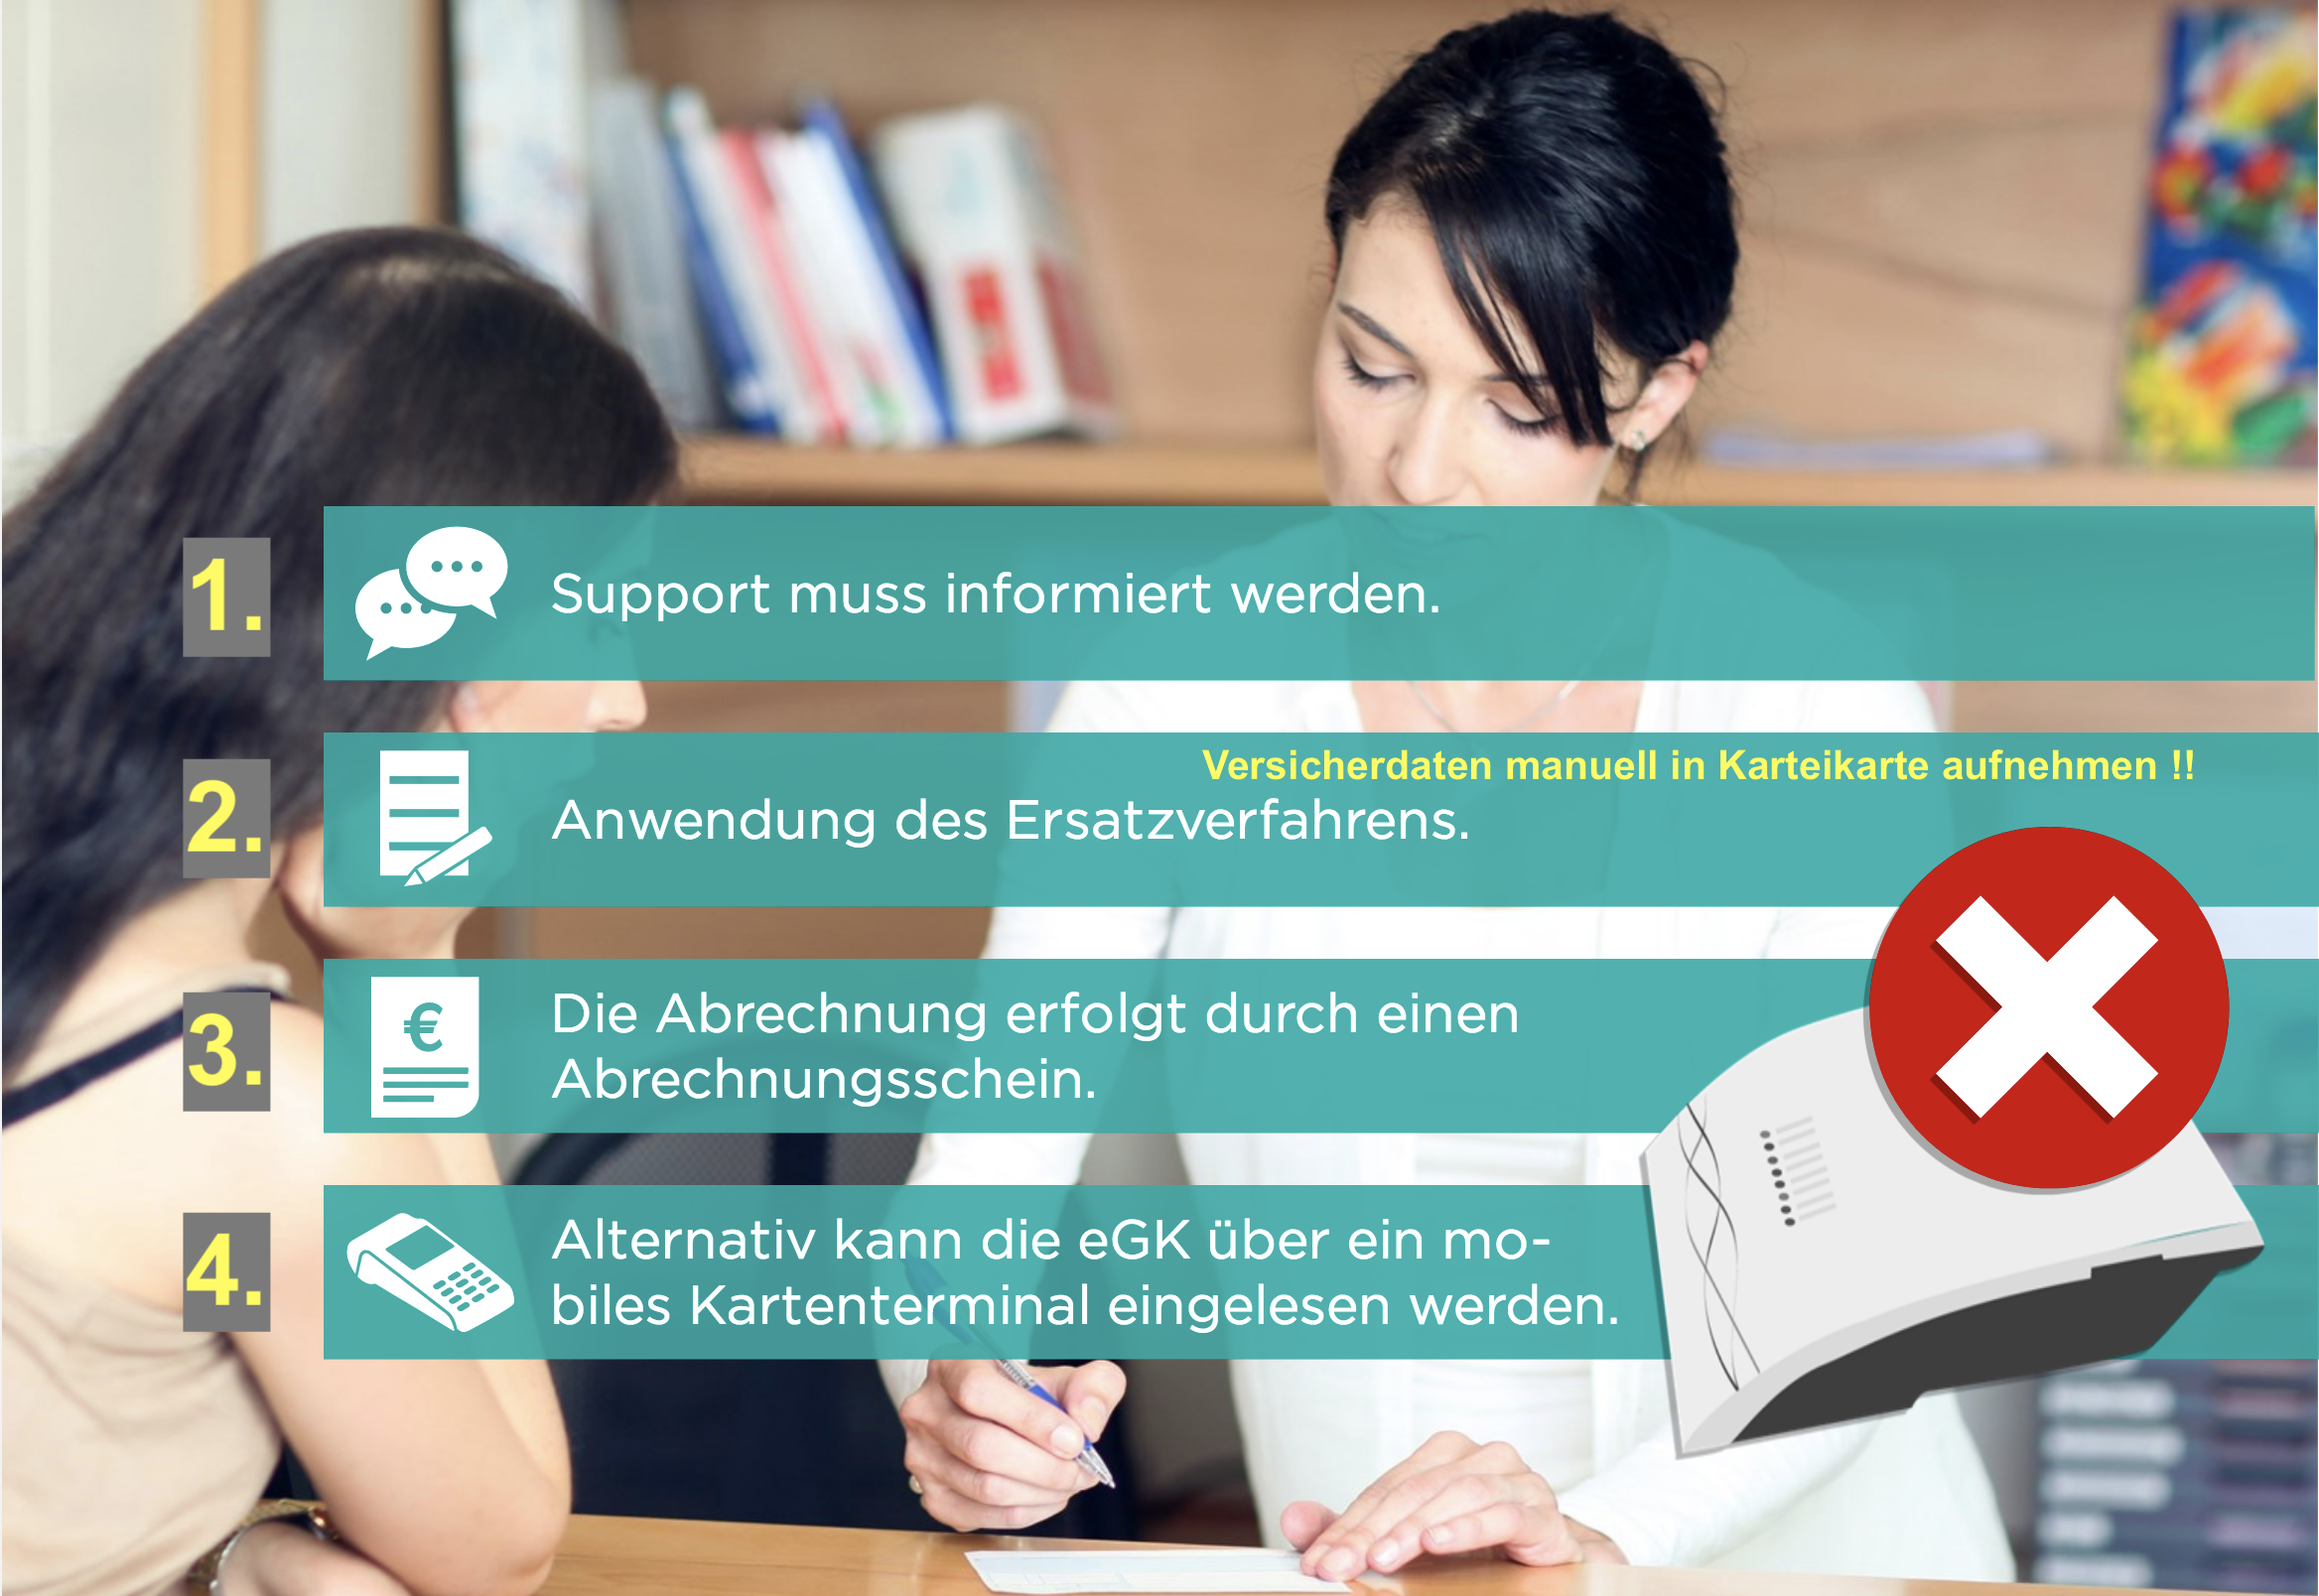 1.
Support muss informiert werden.
2.
Versicherdaten manuell in Karteikarte aufnehmen !!
Anwendung des Ersatzverfahrens.
3.
€
Die Abrechnung erfolgt durch einen
Abrechnungsschein.
4.
Alternativ kann die eGK über ein mo-
biles Kartenterminal eingelesen werden.